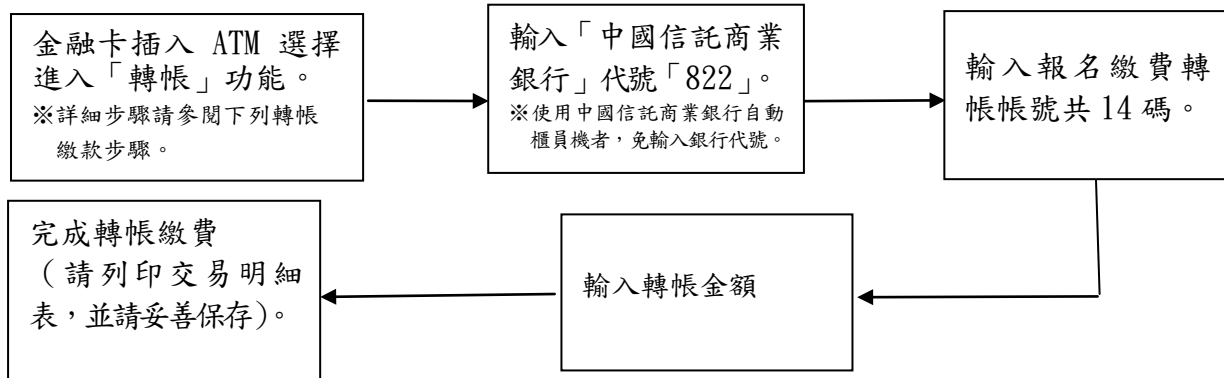 金融卡插入 ATM 選擇
進入「轉帳」功能。
※詳細步驟請參閱下列轉帳
繳款步驟。
輸入「中國信託商業
銀行」代號「822」。
※使用中國信託商業銀行自動
櫃員機者，免輸入銀行代號。
輸入報名繳費轉
帳帳號共 14 碼。
輸入轉帳金額
完成轉帳繳費
（請列印交易明細
表，並請妥善保存）。